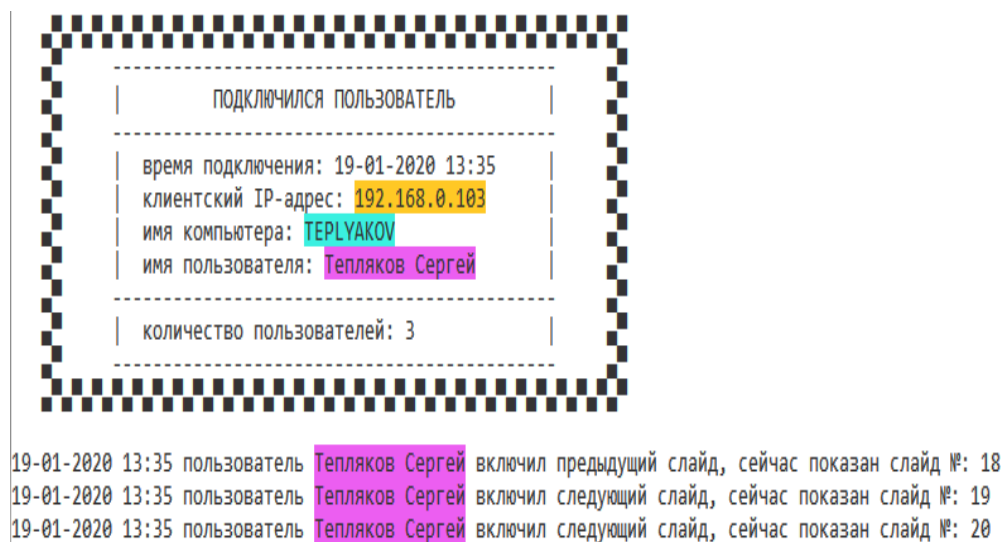 ПОДКЛЮЧИЛСЯ ПОЛЬЗОВАТЕЛЬ
время подключения: 19-01-2020 13:35
клиентский IP-адрес: 192.168.0.103
имя компьютера: TEPLYAKOV
имя пользователя: Тепляков Сергей
количество пользователей: 3
19-01-2020 13:35 пользователь Тепляков Сергей включил предыдущий слайд, сейчас показан слайд №: 18
19-01-2020 13:35 пользователь Тепляков Сергей включил следующий слайд, сейчас показан слайд №: 19
19-01-2020 13:35 пользователь Тепляков Сергей включил следующий слайд, сейчас показан слайд №: 20